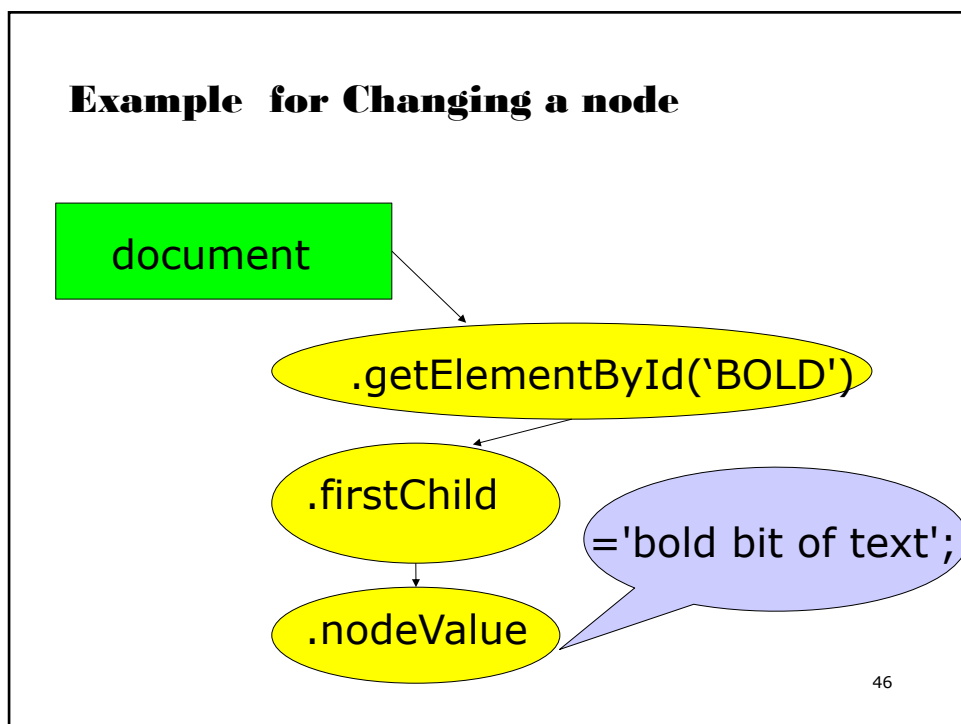 Example for Changing a node
document
.getElementById(‘BOLD')
.firstChild
='bold bit of text';
.nodeValue
46